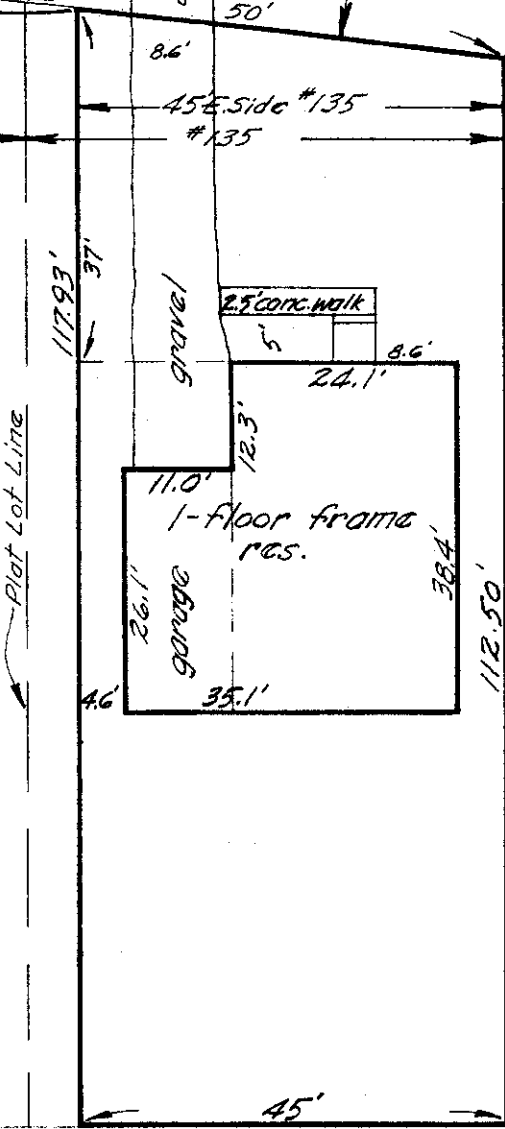 50'
8.6'
45' E. Side #135
#135
117.93'
37'
gravel
2.5' conc. walk
5'
8.6'
24.1'
12.3'
11.0'
1-floor frame
res.
Plat Lot Line
26.1'
garage
38.4'
112.50'
4.6'
35.1'
45'